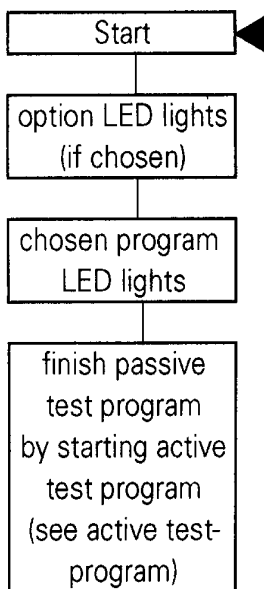 Start
option LED lights
(if chosen)
chosen program
LED lights
finish passive
test program
by starting active
test program
(see active test-
program)